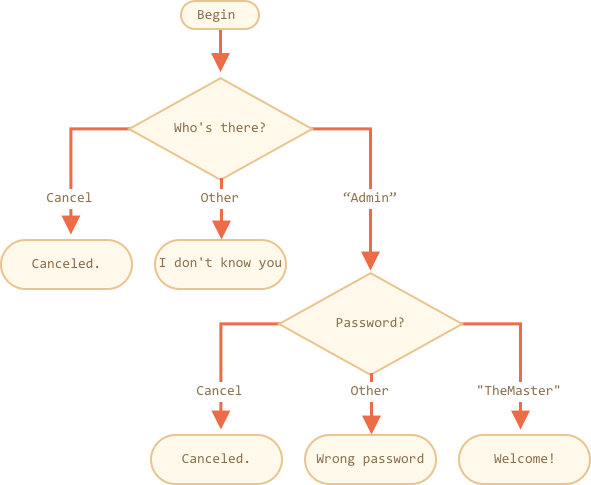 Begin
Who's there?
Cancel
Other
“Admin”
Canceled.
I don't know you
Password?
Cancel
Other
"TheMaster"
Canceled.
Wrong password
Welcome!